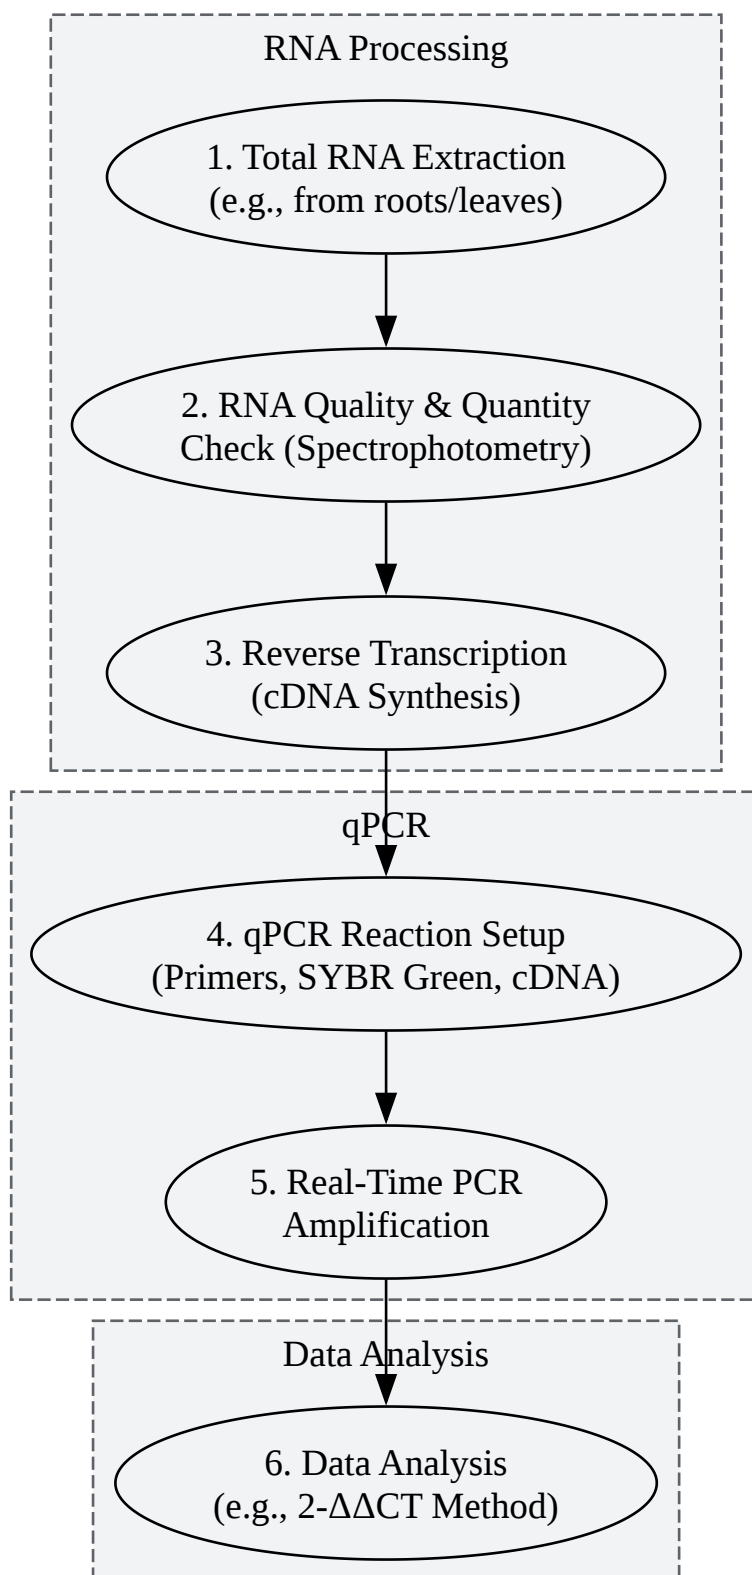 RNA Processing
1. Total RNA Extraction
(e.g., from roots/leaves)
2. RNA Quality & Quantity
Check (Spectrophotometry)
3. Reverse Transcription
(cDNA Synthesis)
qPCR
4. qPCR Reaction Setup
(Primers, SYBR Green, cDNA)
5. Real-Time PCR
Amplification
Data Analysis
6. Data Analysis
(e.g., 2-ΔΔCT Method)